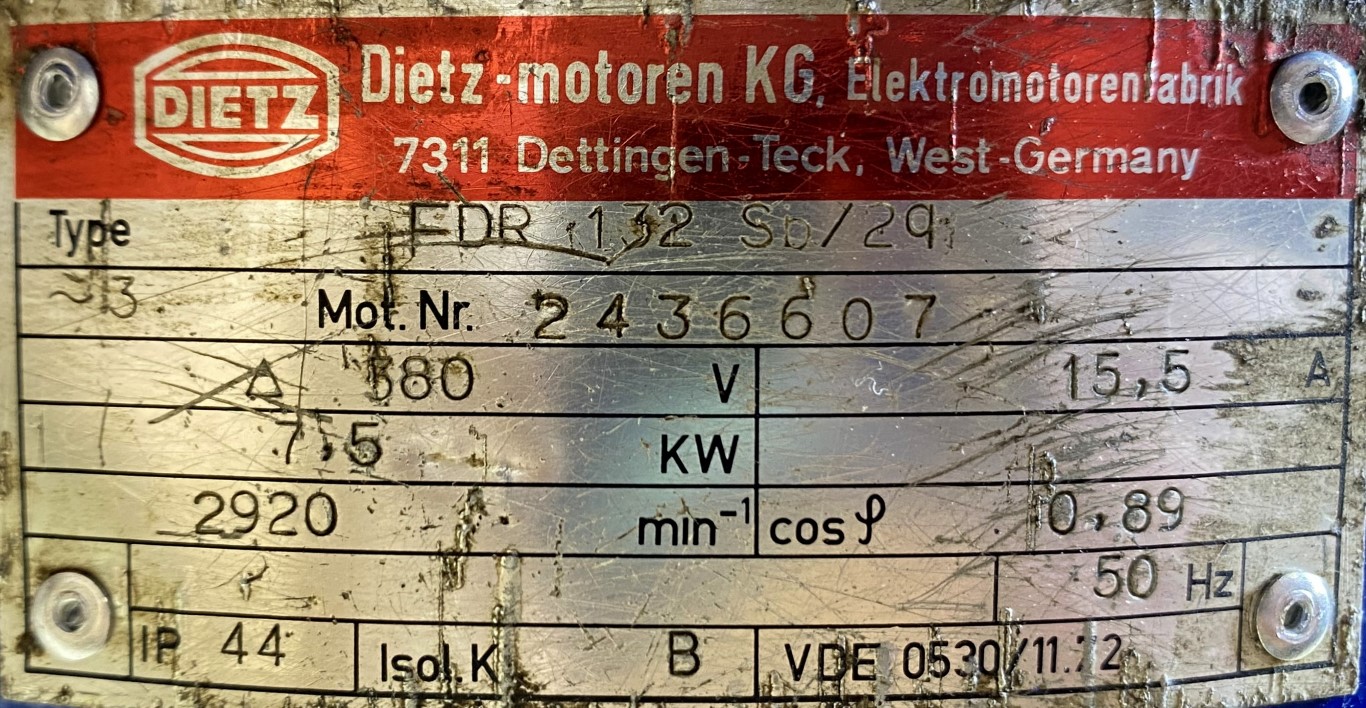 DIETZ
Dietz-motoren KG, Elektromotorenfabrik
7311 Dettingen-Teck, West-Germany
Type FDR 132 Sb/29
~ 3 Mot. Nr. 2436607
Δ 380 V 15,5 A
7,5 KW
2920 min⁻¹ cos φ 0,89
50 Hz
IP 44 Isol. K B VDE 0530/11.72